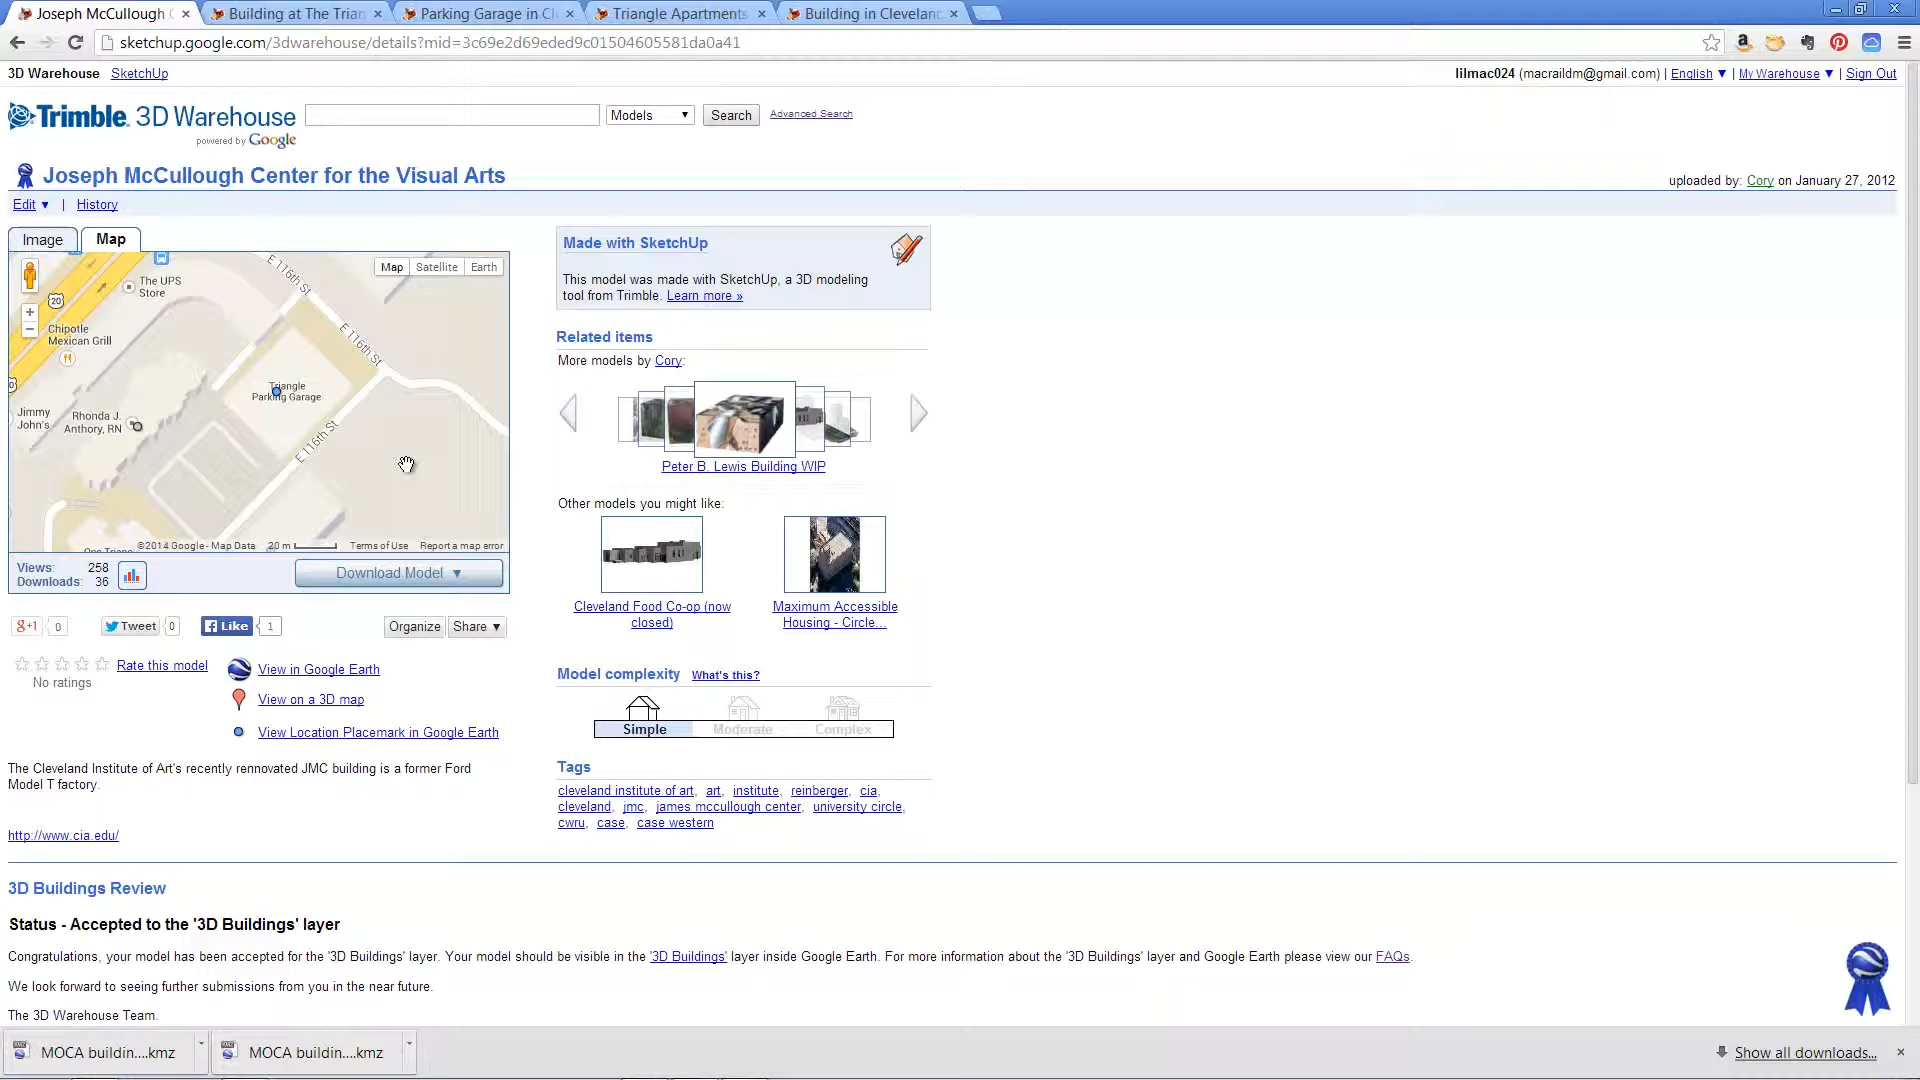 Joseph McCullough C
Building at The Trian
Parking Garage in Cl
Triangle Apartments
Building in Cleveland
sketchup.google.com/3dwarehouse/details?mid=3c69e2d69eded9c01504605581da0a41
3D Warehouse SketchUp
lilmac024 (macraildm@gmail.com) | English ▼ | My Warehouse ▼ | Sign Out
Trimble. 3D Warehouse
powered by Google
Models
Search
Advanced Search
Joseph McCullough Center for the Visual Arts
uploaded by: Cory on January 27, 2012
Edit ▼ | History
Image
Map
Map
Satellite
Earth
E 116th St
The UPS
Store
20
Chipotle
Mexican Grill
E 116th St
Triangle
Parking Garage
Jimmy
John's
Rhonda J.
Anthory, RN
E 116th St
©2014 Google - Map Data 20 m Terms of Use Report a map error
Views: 258
Downloads: 36
Download Model ▼
g+1 0
Tweet 0
Like 1
Organize
Share ▼
Rate this model
No ratings
View in Google Earth
View on a 3D map
View Location Placemark in Google Earth
The Cleveland Institute of Art's recently rennovated JMC building is a former Ford
Model T factory.
http://www.cia.edu/
Made with SketchUp
This model was made with SketchUp, a 3D modeling
tool from Trimble. Learn more »
Related items
More models by Cory:
Peter B. Lewis Building WIP
Other models you might like:
Cleveland Food Co-op (now
closed)
Maximum Accessible
Housing - Circle...
Model complexity What's this?
Simple Moderate Complex
Tags
cleveland institute of art, art, institute, reinberger, cia,
cleveland, jmc, james mccullough center, university circle,
cwru, case, case western
3D Buildings Review
Status - Accepted to the '3D Buildings' layer
Congratulations, your model has been accepted for the '3D Buildings' layer. Your model should be visible in the '3D Buildings' layer inside Google Earth. For more information about the '3D Buildings' layer and Google Earth please view our FAQs.
We look forward to seeing further submissions from you in the near future.
The 3D Warehouse Team.
MOCA buildin....kmz
MOCA buildin....kmz
Show all downloads...